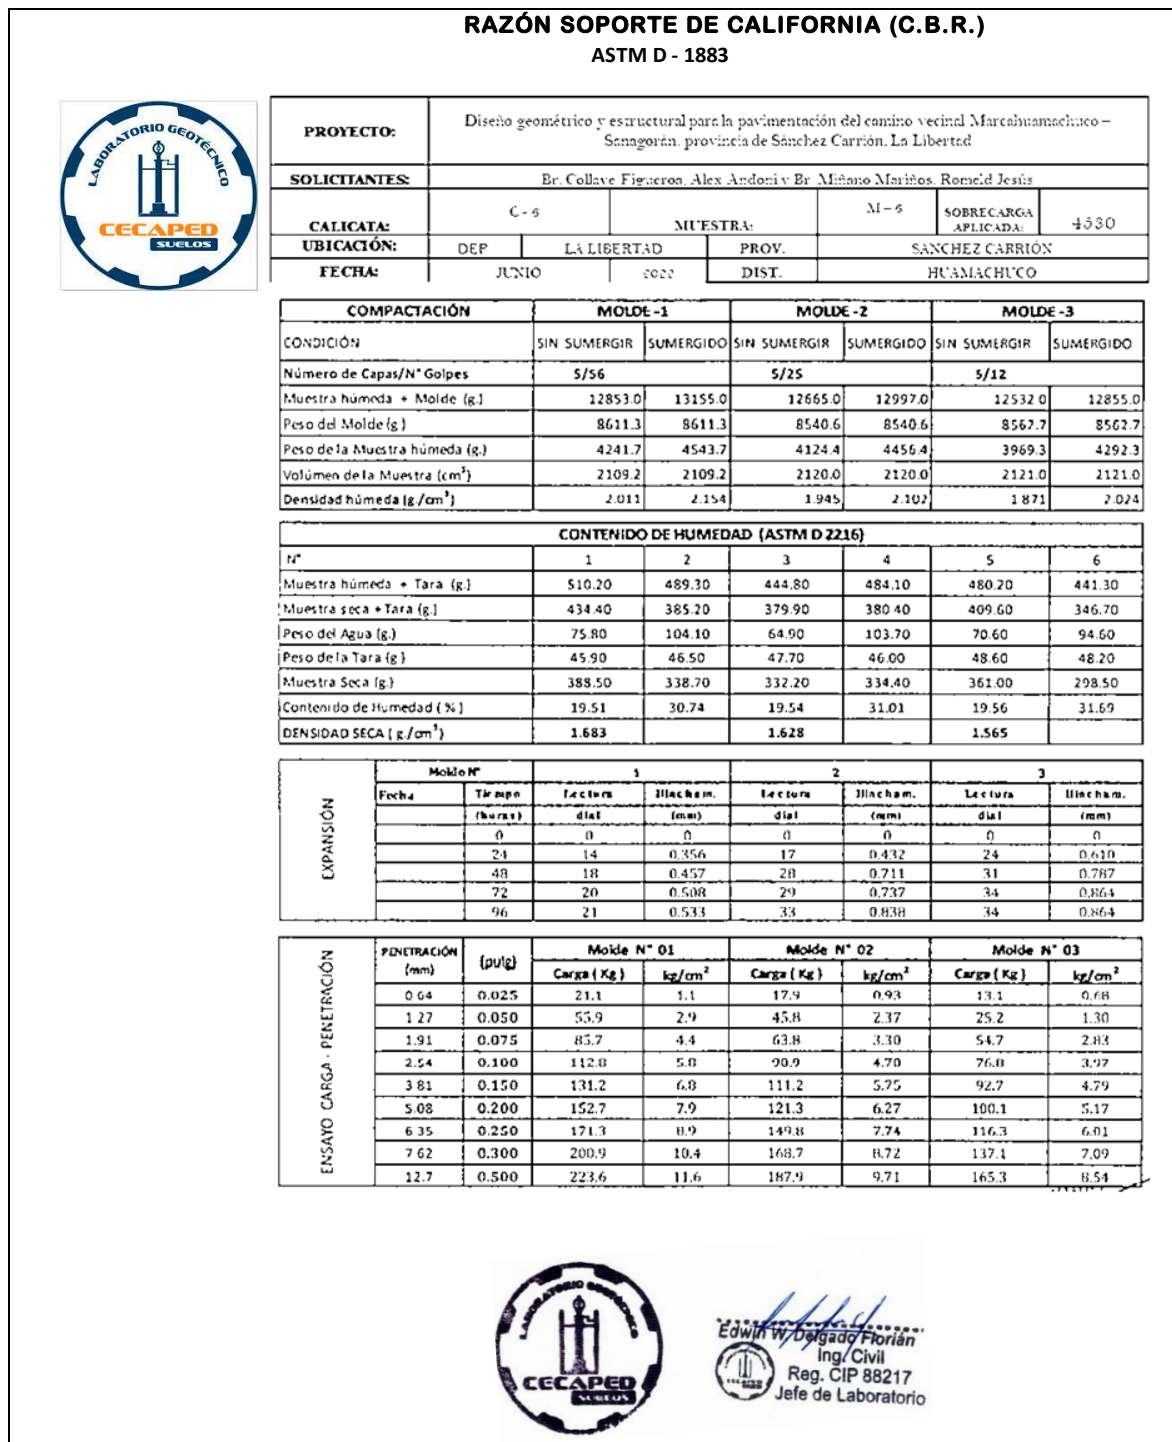 RAZÓN SOPORTE DE CALIFORNIA (C.B.R.)
ASTM D - 1883
LABORATORIO GEOTÉCNICO
CECAPED
SUELOS
PROYECTO: Diseño geométrico y estructural para la pavimentación del camino vecinal Marcahuamachuco –
Sanagorán, provincia de Sánchez Carrión, La Libertad
SOLICITANTES: Br. Collave Figueroa, Alex Andoni y Br. Miñano Mariños, Romeld Jesús
CALICATA: C - 6 MUESTRA: M – 6 SOBRECARGA APLICADA: 4530
UBICACIÓN: DEP LA LIBERTAD PROV. SANCHEZ CARRIÓN
FECHA: JUNIO 2022 DIST. HUAMACHUCO
COMPACTACIÓN MOLDE -1 MOLDE -2 MOLDE -3
CONDICIÓN SIN SUMERGIR SUMERGIDO SIN SUMERGIR SUMERGIDO SIN SUMERGIR SUMERGIDO
Número de Capas/N° Golpes 5/56 5/25 5/12
Muestra húmeda + Molde (g.) 12853.0 13155.0 12665.0 12997.0 12532.0 12855.0
Peso del Molde (g.) 8611.3 8611.3 8540.6 8540.6 8562.7 8562.7
Peso de la Muestra húmeda (g.) 4241.7 4543.7 4124.4 4456.4 3969.3 4292.3
Volúmen de la Muestra (cm³) 2109.2 2109.2 2120.0 2120.0 2121.0 2121.0
Densidad húmeda (g./cm³) 2.011 2.154 1.945 2.102 1.871 2.024
CONTENIDO DE HUMEDAD (ASTM D 2216)
N° 1 2 3 4 5 6
Muestra húmeda + Tara (g.) 510.20 489.30 444.80 484.10 480.20 441.30
Muestra seca + Tara (g.) 434.40 385.20 379.90 380.40 409.60 346.70
Peso del Agua (g.) 75.80 104.10 64.90 103.70 70.60 94.60
Peso de la Tara (g.) 45.90 46.50 47.70 46.00 48.60 48.20
Muestra Seca (g.) 388.50 338.70 332.20 334.40 361.00 298.50
Contenido de Humedad ( % ) 19.51 30.74 19.54 31.01 19.56 31.69
DENSIDAD SECA ( g./cm³) 1.683 1.628 1.565
EXPANSIÓN
Molde N° 1 2 3
Fecha Tiempo Lectura Hincham. Lectura Hincham. Lectura Hincham.
(horas) dial (mm) dial (mm) dial (mm)
0 0 0 0 0 0 0
24 14 0.356 17 0.432 24 0.610
48 18 0.457 28 0.711 31 0.787
72 20 0.508 29 0.737 34 0.864
96 21 0.533 33 0.838 34 0.864
ENSAYO CARGA - PENETRACIÓN
PENETRACIÓN (pulg) Molde N° 01 Molde N° 02 Molde N° 03
(mm) Carga ( Kg ) kg/cm² Carga ( Kg ) kg/cm² Carga ( Kg ) kg/cm²
0.64 0.025 21.1 1.1 17.9 0.93 13.1 0.68
1.27 0.050 55.9 2.9 45.8 2.37 25.2 1.30
1.91 0.075 85.7 4.4 63.8 3.30 54.7 2.83
2.54 0.100 112.8 5.8 90.9 4.70 76.8 3.97
3.81 0.150 131.2 6.8 111.2 5.75 92.7 4.79
5.08 0.200 152.7 7.9 121.3 6.27 100.1 5.17
6.35 0.250 171.3 8.9 149.8 7.74 116.3 6.01
7.62 0.300 200.9 10.4 168.7 8.72 137.1 7.09
12.7 0.500 223.6 11.6 187.9 9.71 165.3 8.54
LABORATORIO GEOTÉCNICO
CECAPED
SUELOS
Edwin W. Delgado Florián
Ing. Civil
Reg. CIP 88217
Jefe de Laboratorio